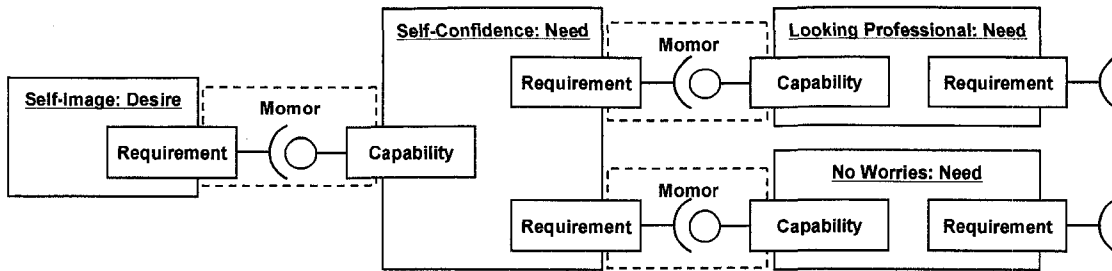 Self-Confidence: Need
Momor
Looking Professional: Need
Requirement
Capability
Requirement
Self-Image: Desire
Momor
Requirement
Capability
Momor
No Worries: Need
Requirement
Capability
Requirement